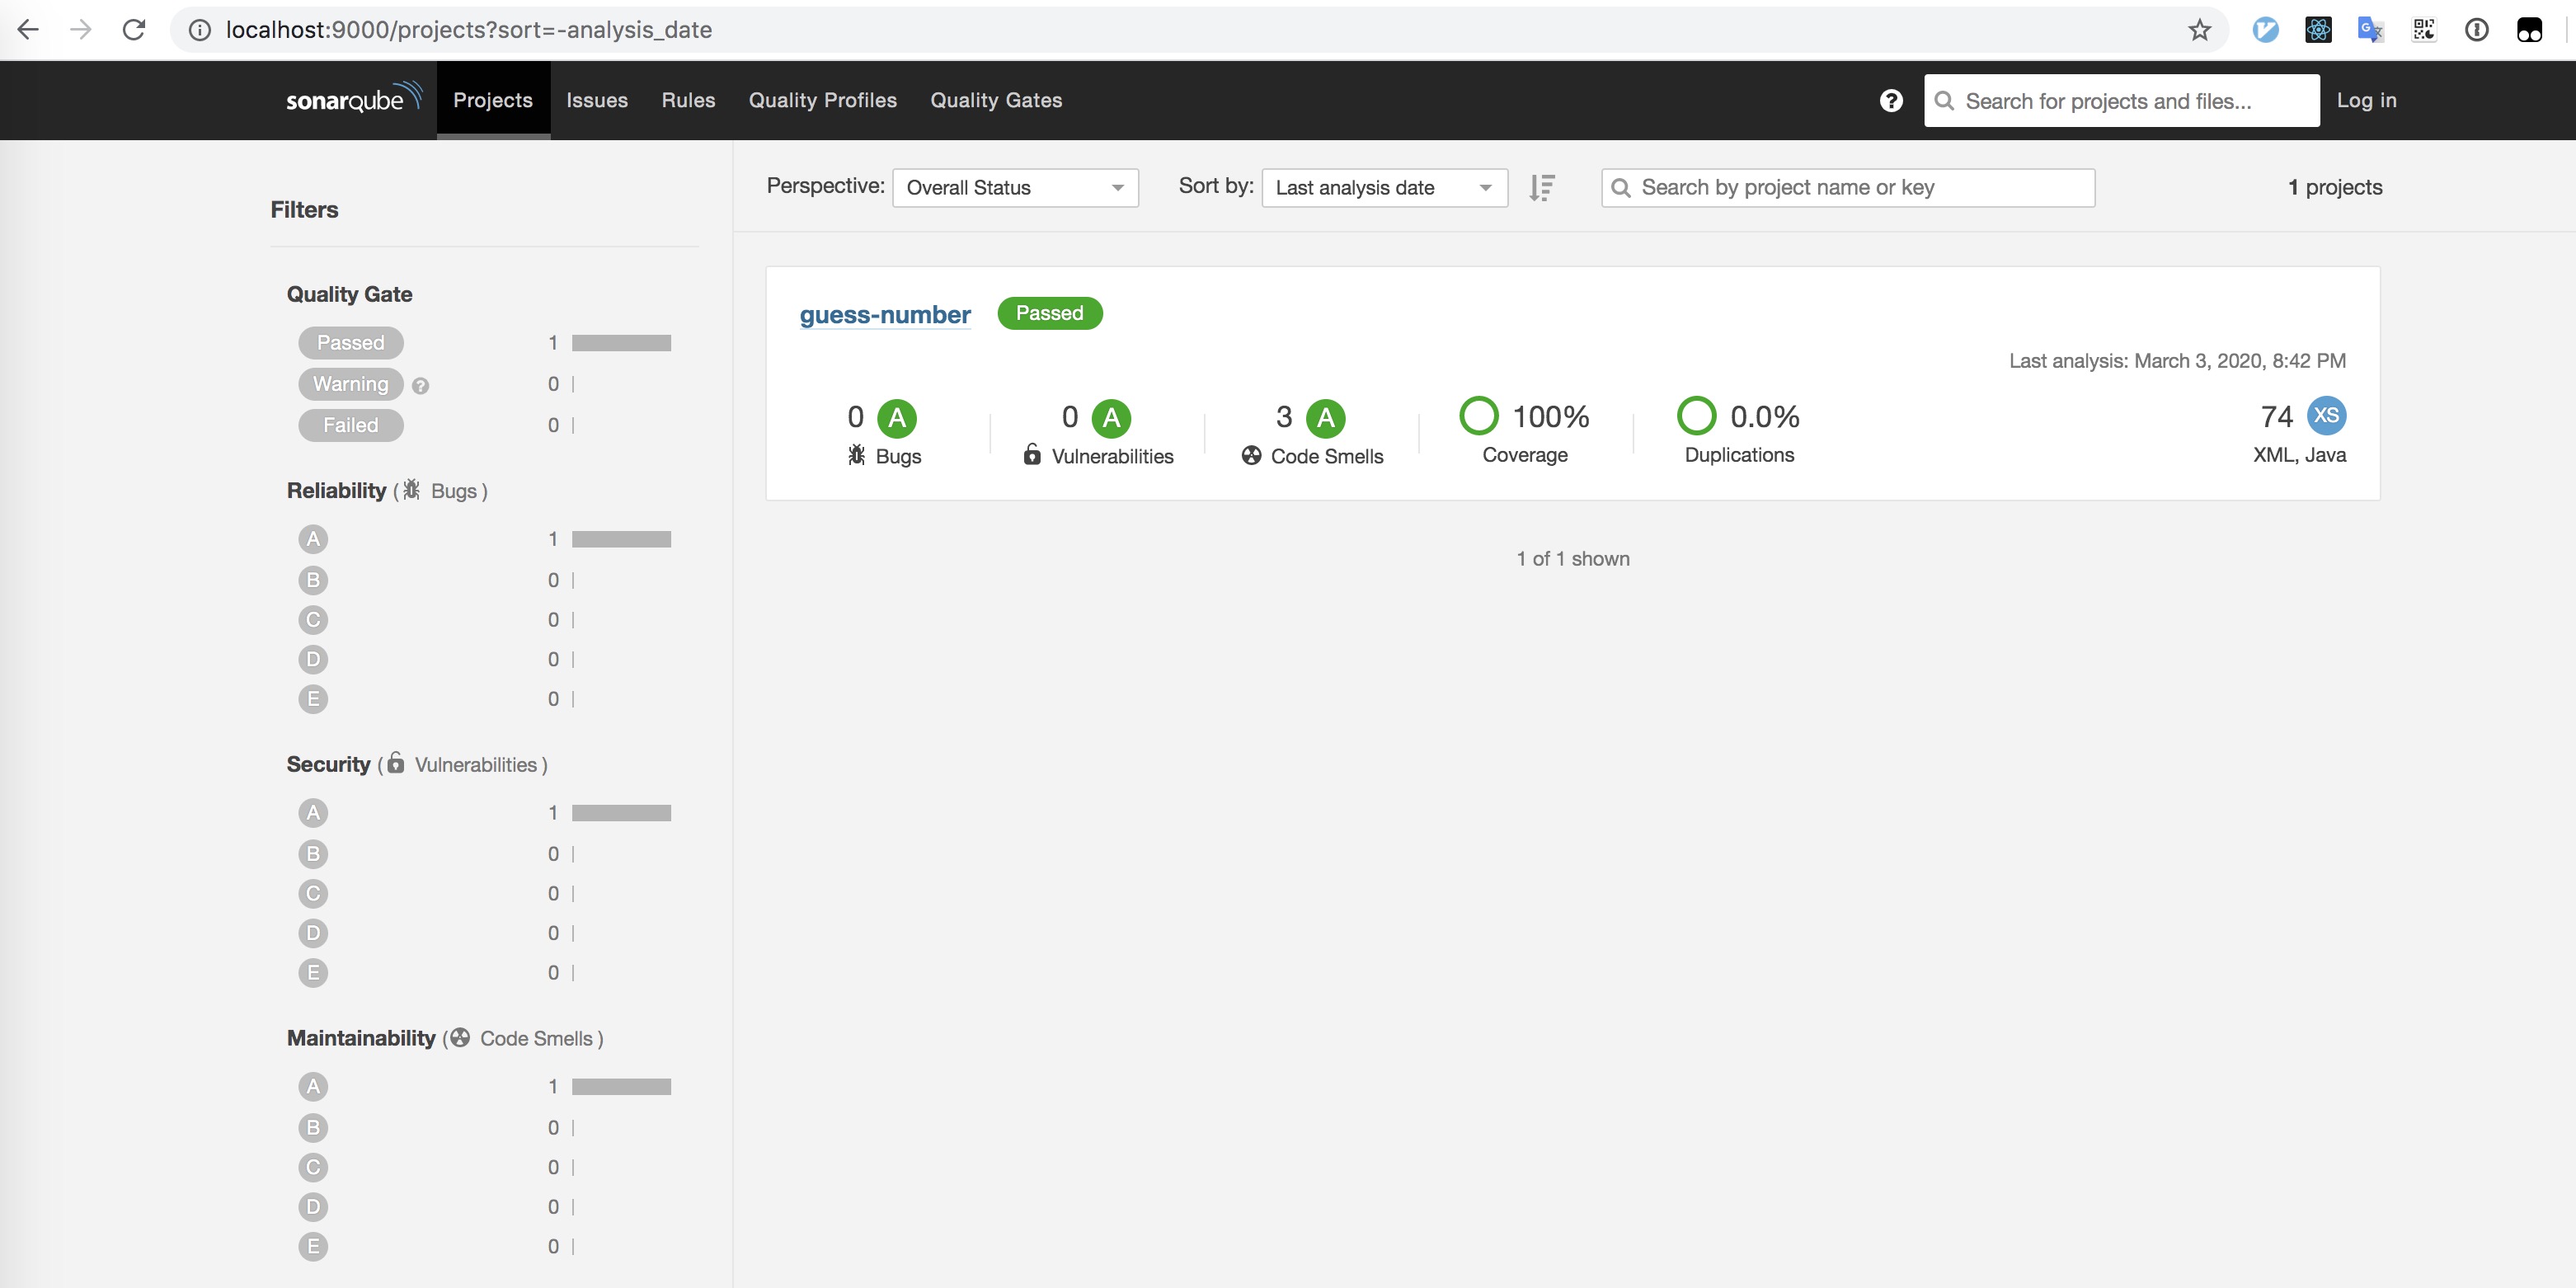 localhost:9000/projects?sort=-analysis_date
sonarqube Projects Issues Rules Quality Profiles Quality Gates Search for projects and files... Log in
Filters
Quality Gate
Passed 1
Warning 0
Failed 0
Reliability ( Bugs )
A 1
B 0
C 0
D 0
E 0
Security ( Vulnerabilities )
A 1
B 0
C 0
D 0
E 0
Maintainability ( Code Smells )
A 1
B 0
C 0
D 0
E 0
Perspective: Overall Status Sort by: Last analysis date Search by project name or key 1 projects
guess-number Passed
Last analysis: March 3, 2020, 8:42 PM
0 A 0 A 3 A 100% 0.0% 74 XS
Bugs Vulnerabilities Code Smells Coverage Duplications XML, Java
1 of 1 shown